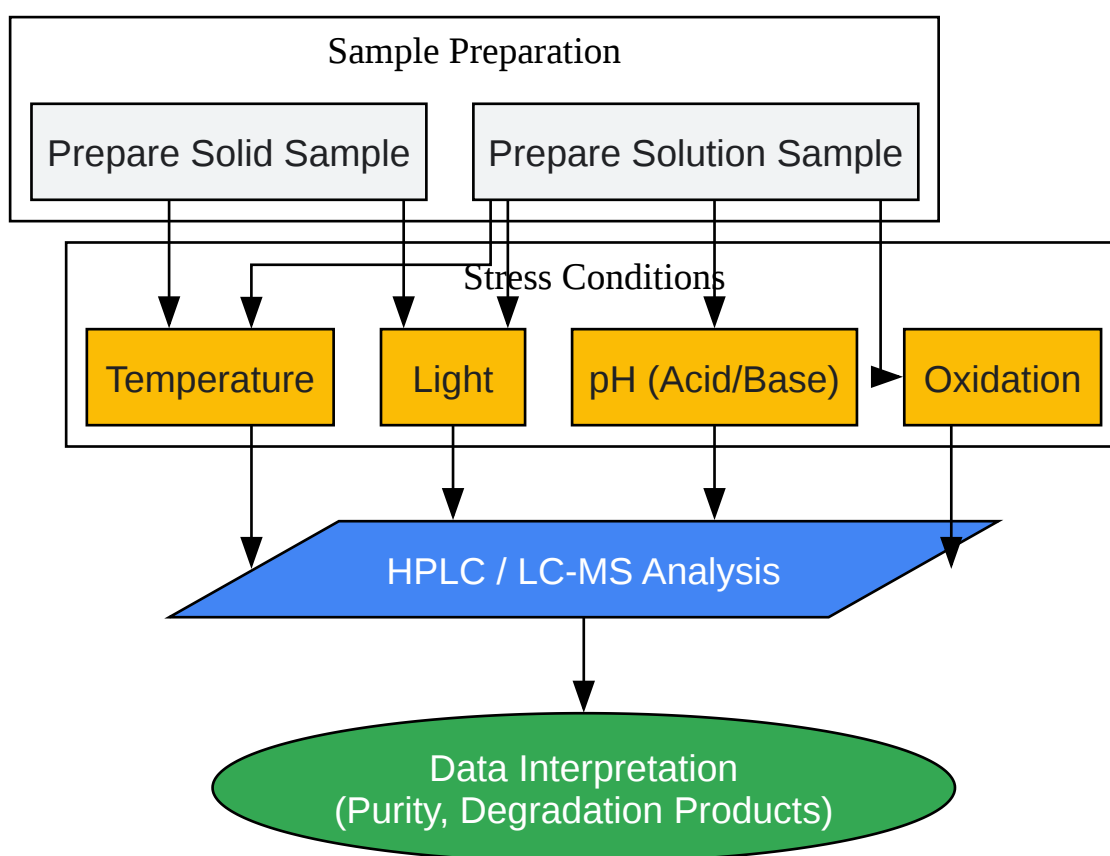 Sample Preparation
Prepare Solid Sample
Prepare Solution Sample
Stress Conditions
Temperature
Light
pH (Acid/Base)
Oxidation
HPLC / LC-MS Analysis
Data Interpretation
(Purity, Degradation Products)